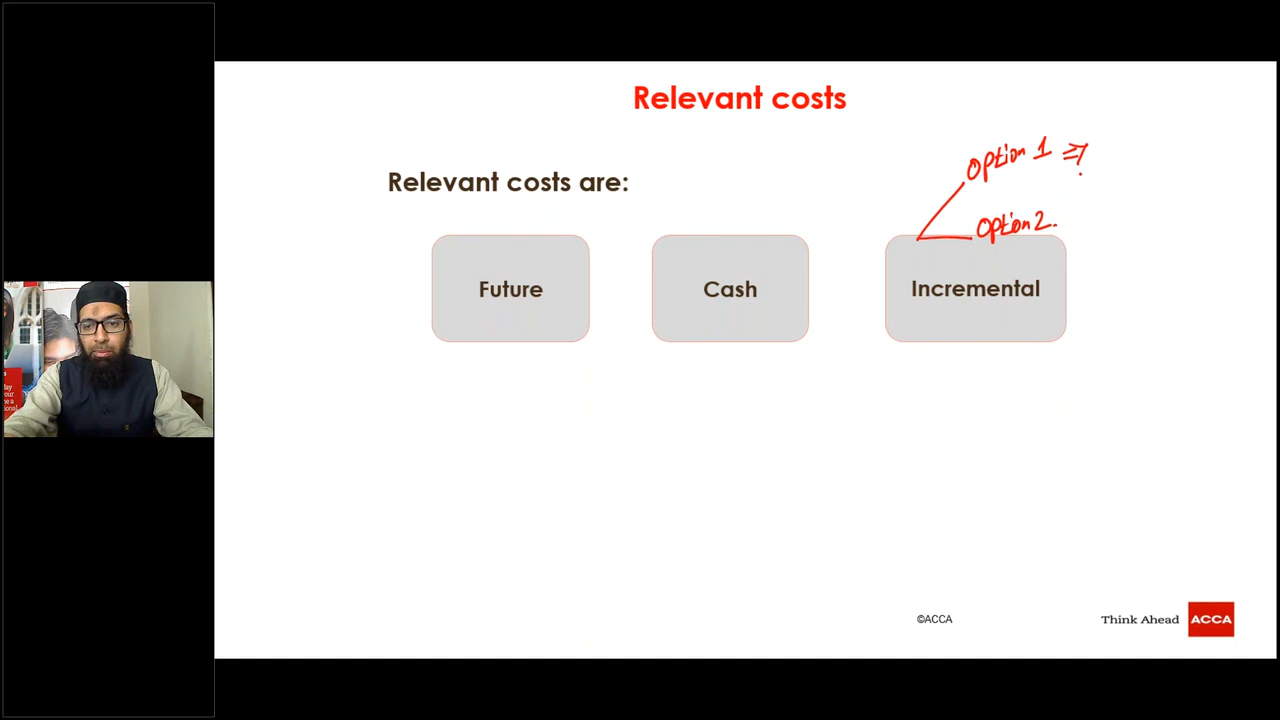 Relevant costs
Option 1 ⇒
Relevant costs are:
Option 2.
Future
Cash
Incremental
©ACCA
Think Ahead
ACCA